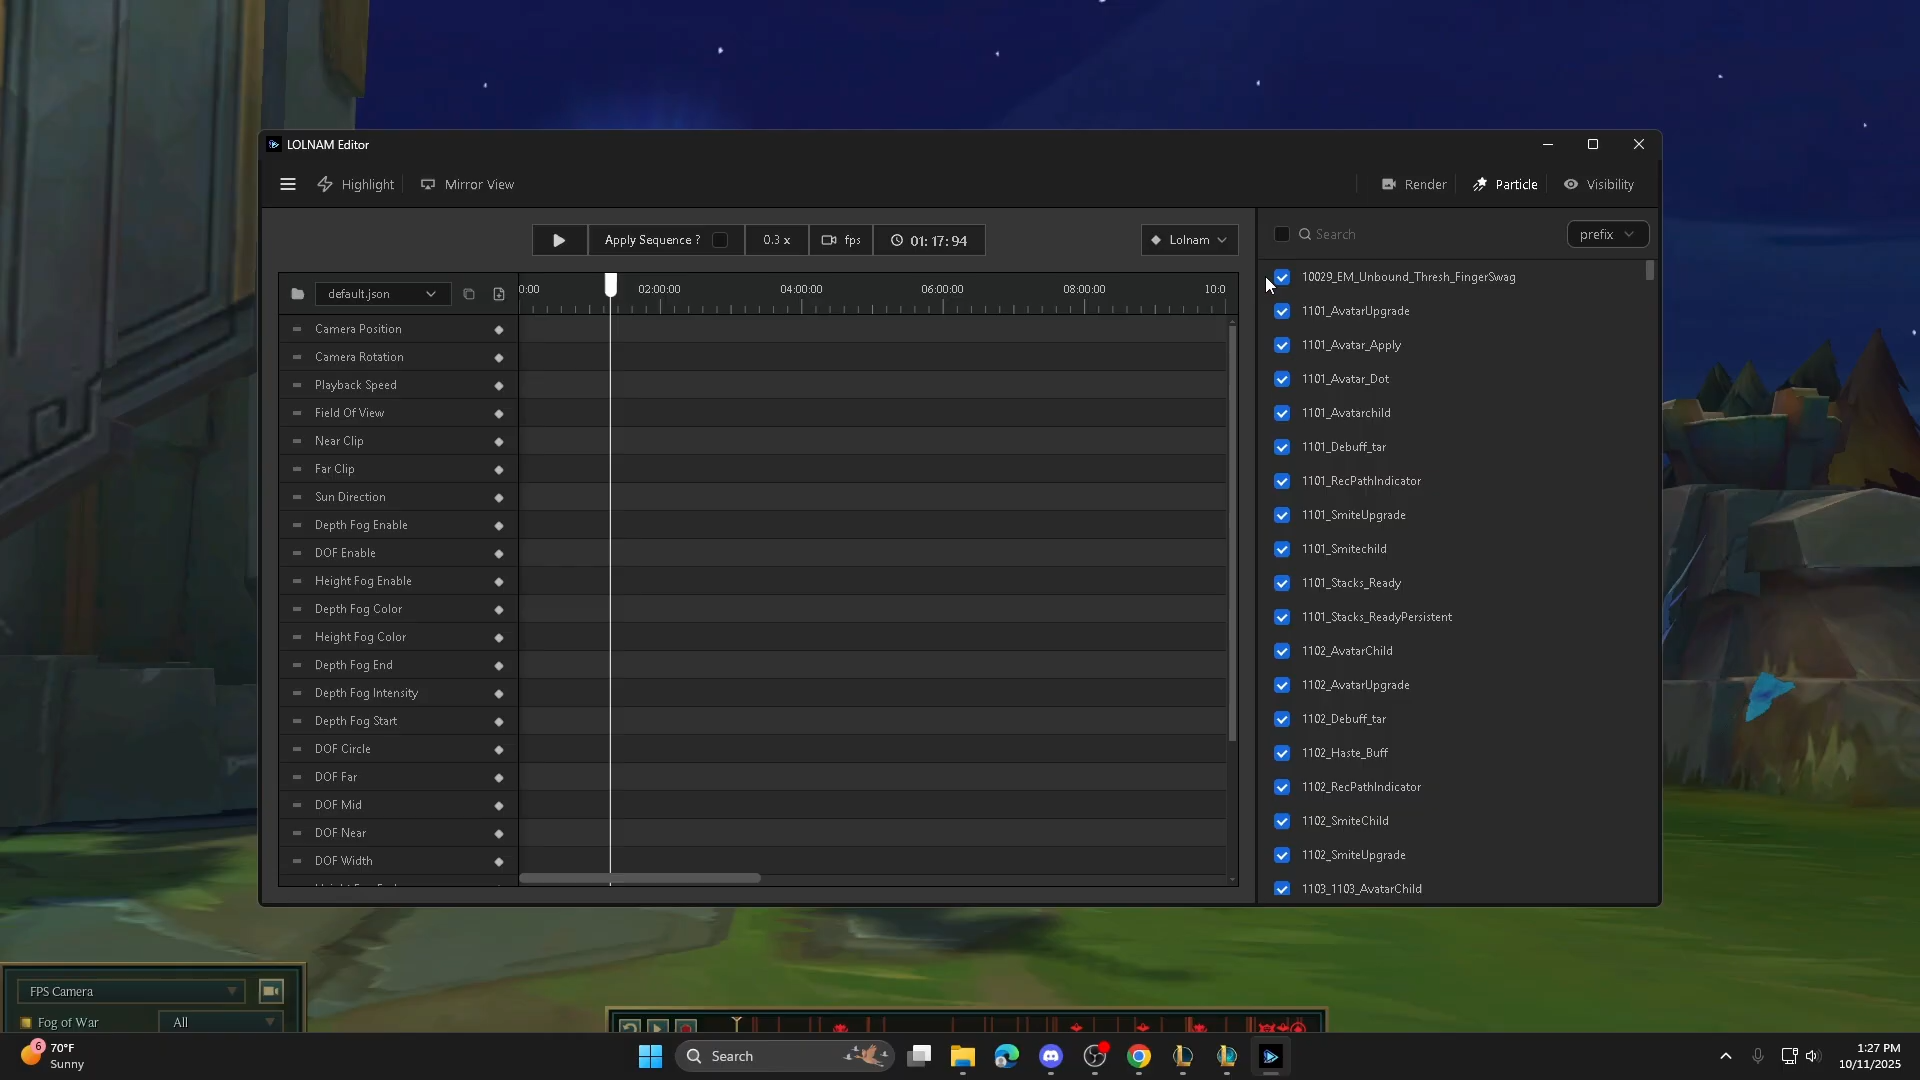 LOLNAM Editor
Highlight
Mirror View
Render
Particle
Visibility
Apply Sequence ?
0.3 x
fps
01: 17: 94
Lolnam
Search
prefix
default.json
0:00
02:00:00
04:00:00
06:00:00
08:00:00
10:0
Camera Position
Camera Rotation
Playback Speed
Field Of View
Near Clip
Far Clip
Sun Direction
Depth Fog Enable
DOF Enable
Height Fog Enable
Depth Fog Color
Height Fog Color
Depth Fog End
Depth Fog Intensity
Depth Fog Start
DOF Circle
DOF Far
DOF Mid
DOF Near
DOF Width
10029_EM_Unbound_Thresh_FingerSwag
1101_AvatarUpgrade
1101_Avatar_Apply
1101_Avatar_Dot
1101_Avatarchild
1101_Debuff_tar
1101_RecPathIndicator
1101_SmiteUpgrade
1101_Smitechild
1101_Stacks_Ready
1101_Stacks_ReadyPersistent
1102_AvatarChild
1102_AvatarUpgrade
1102_Debuff_tar
1102_Haste_Buff
1102_RecPathIndicator
1102_SmiteChild
1102_SmiteUpgrade
1103_1103_AvatarChild
FPS Camera
Fog of War
All
6
70°F
Sunny
Search
1:27 PM
10/11/2025